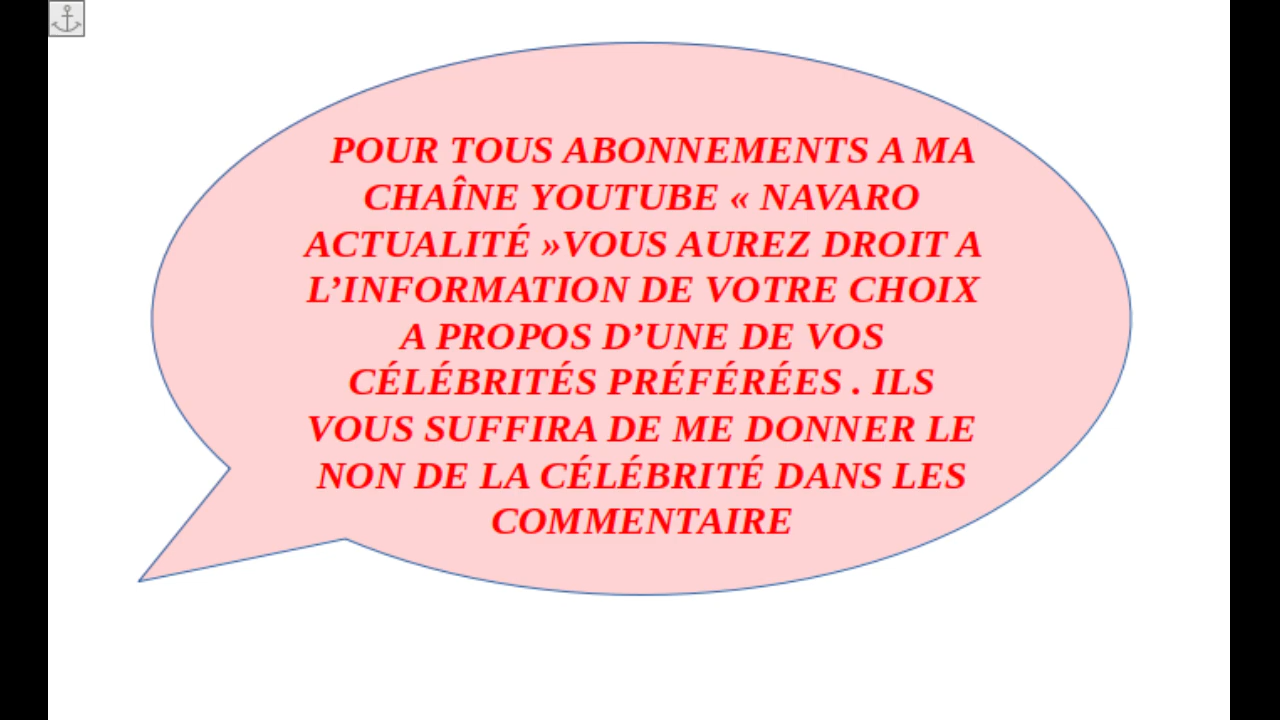 POUR TOUS ABONNEMENTS A MA
CHAÎNE YOUTUBE « NAVARO
ACTUALITÉ »VOUS AUREZ DROIT A
L’INFORMATION DE VOTRE CHOIX
A PROPOS D’UNE DE VOS
CÉLÉBRITÉS PRÉFÉRÉES . ILS
VOUS SUFFIRA DE ME DONNER LE
NON DE LA CÉLÉBRITÉ DANS LES
COMMENTAIRE